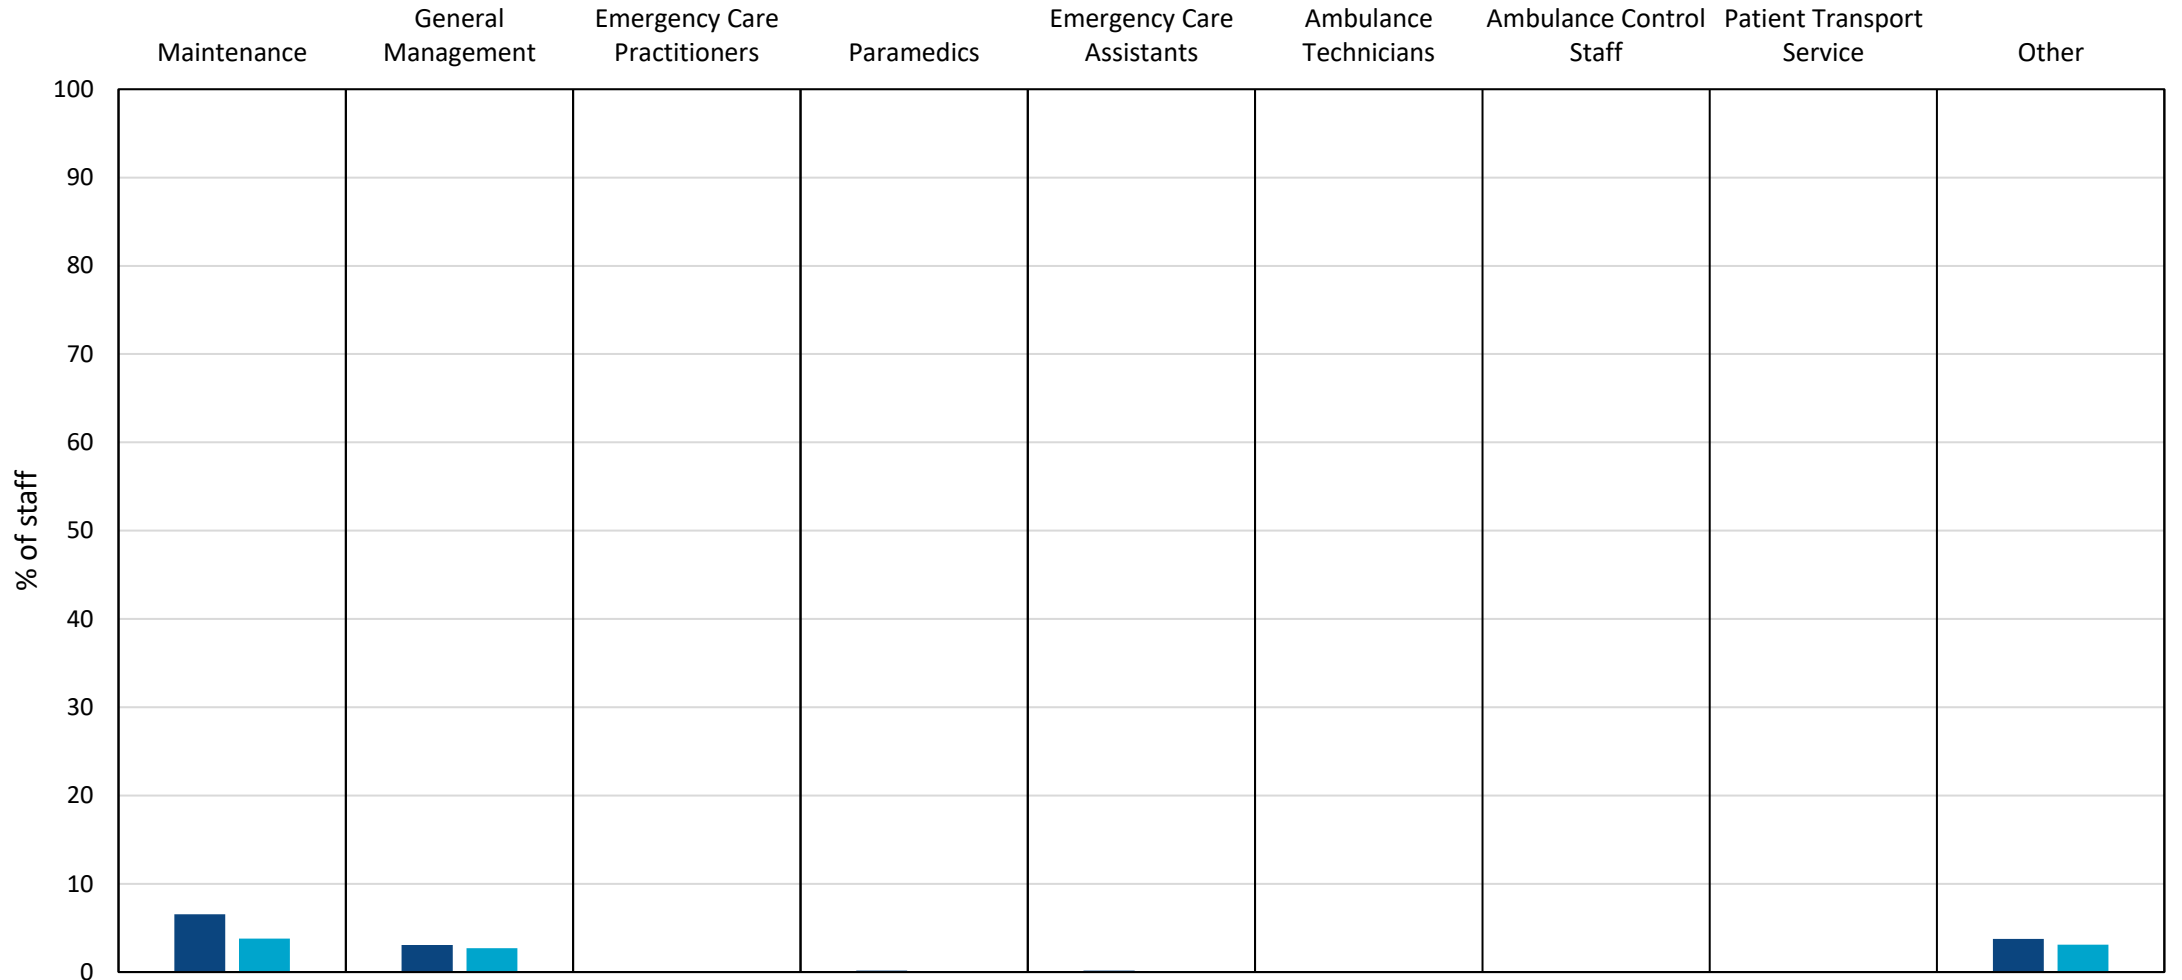 Maintenance
General
Management
Emergency Care
Practitioners
Paramedics
Emergency Care
Assistants
Ambulance
Technicians
Ambulance Control
Staff
Patient Transport
Service
Other
100
90
80
70
60
50
40
30
20
10
0
% of staff